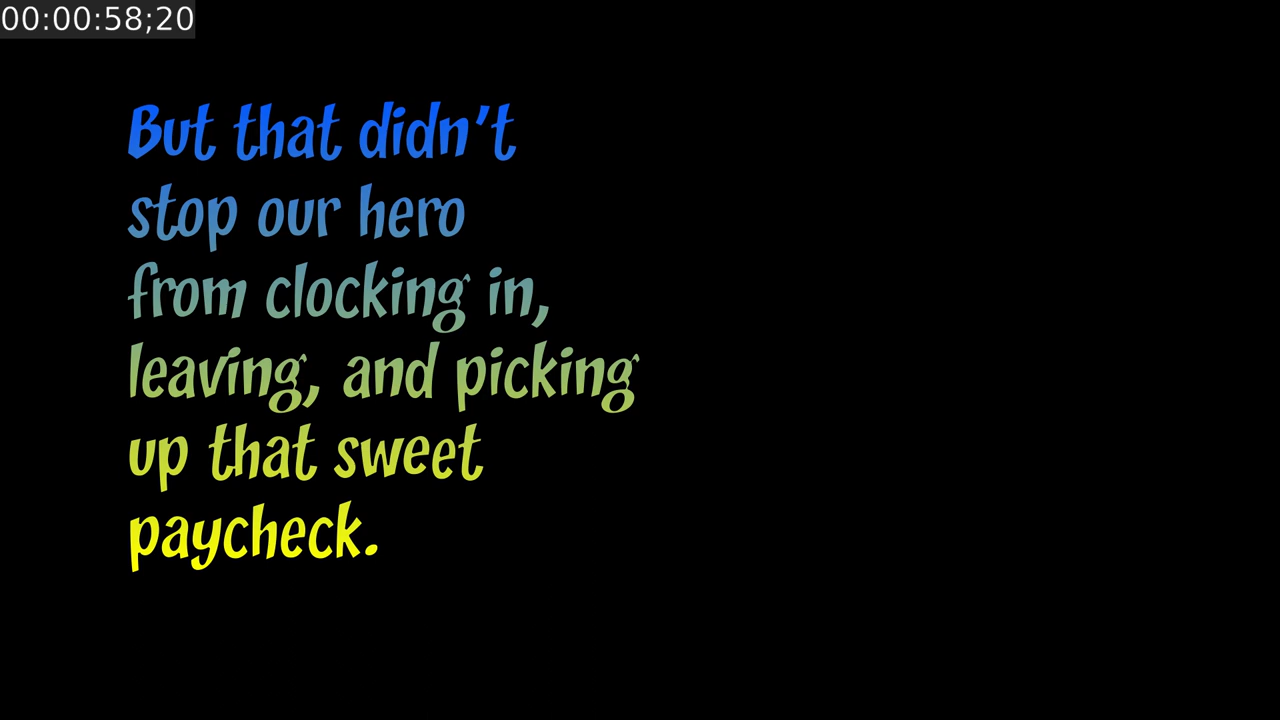 00:00:58;20
But that didn't
stop our hero
from clocking in,
leaving, and picking
up that sweet
paycheck.